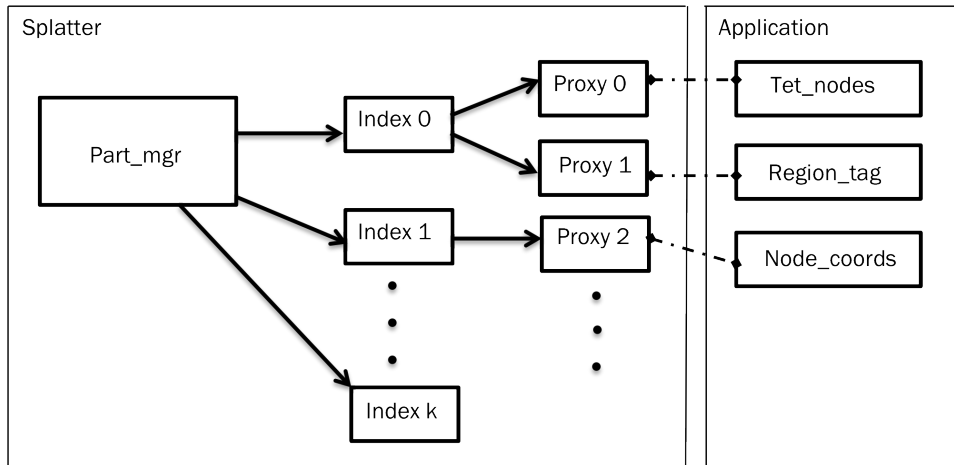 Splatter
Application
Part_mgr
Index 0
Index 1
Index k
Proxy 0
Proxy 1
Proxy 2
Tet_nodes
Region_tag
Node_coords